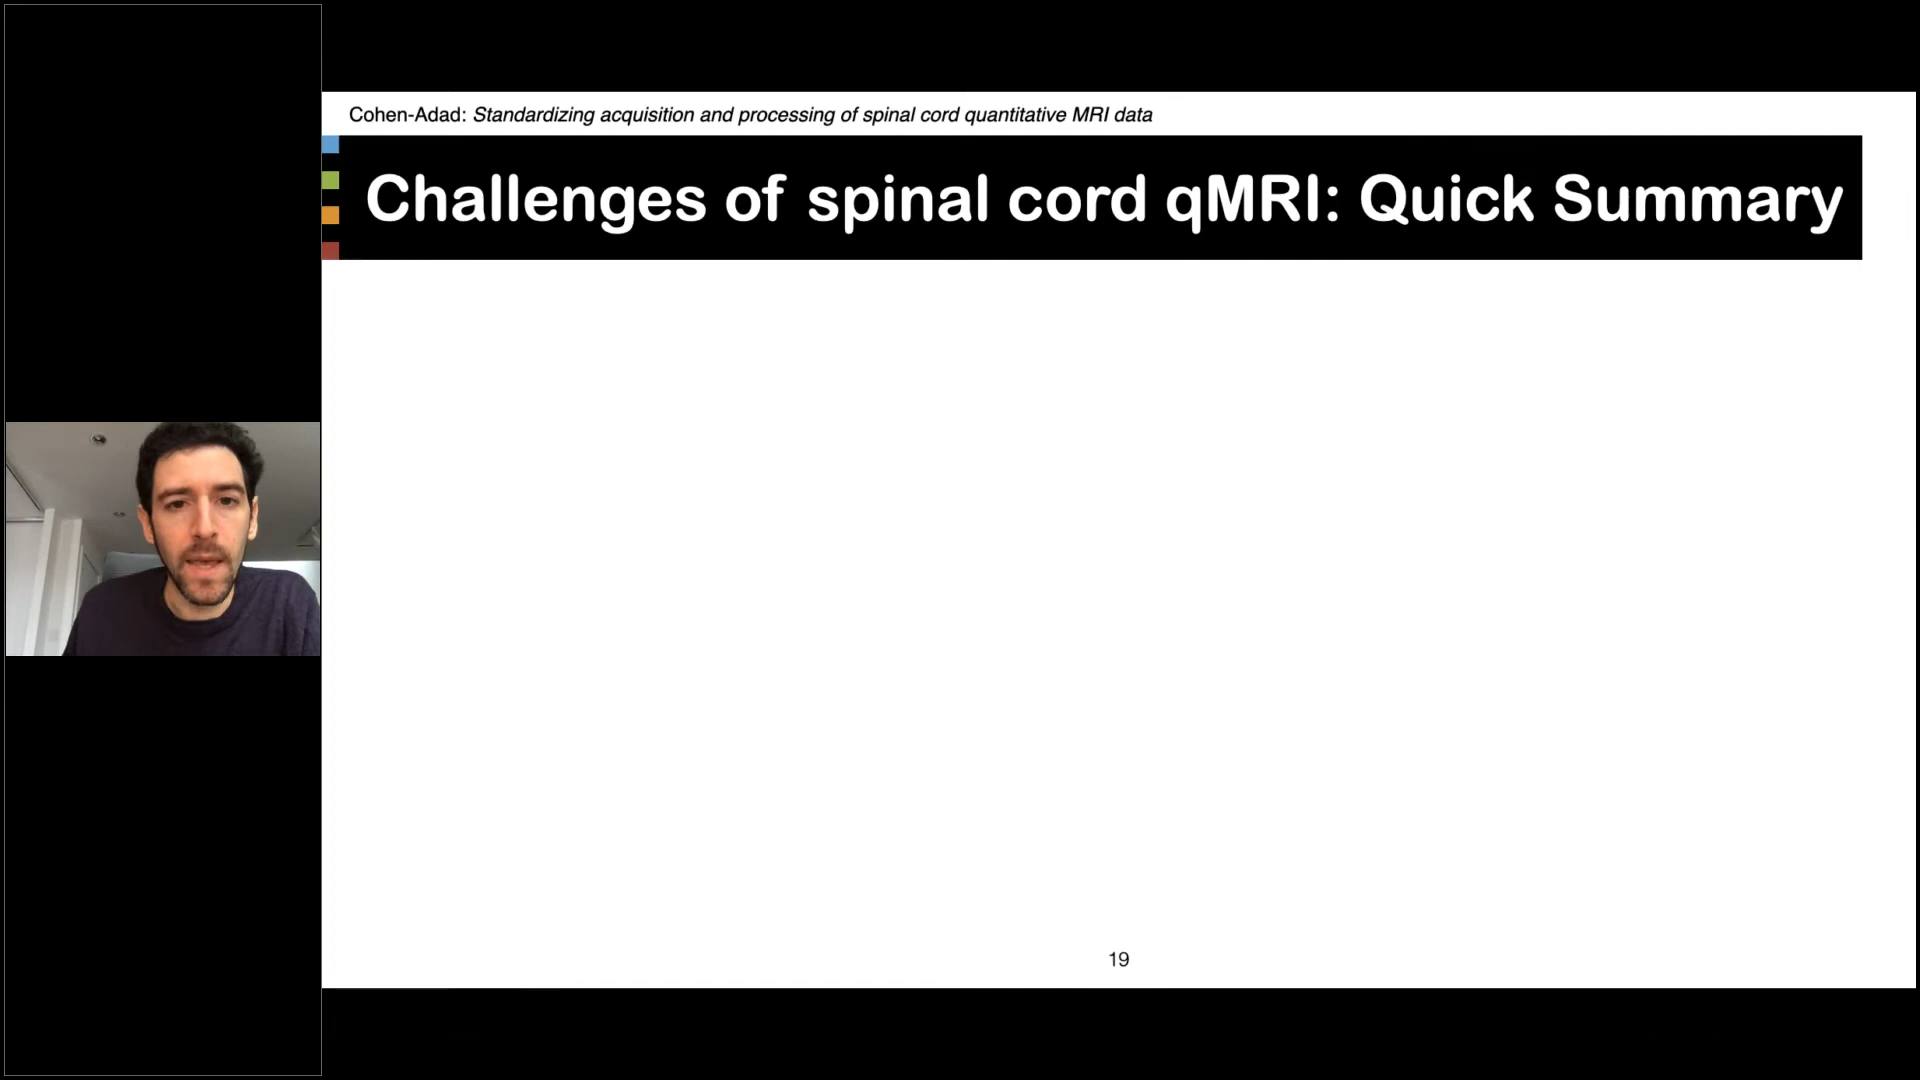 Cohen-Adad: Standardizing acquisition and processing of spinal cord quantitative MRI data
Challenges of spinal cord qMRI: Quick Summary
19